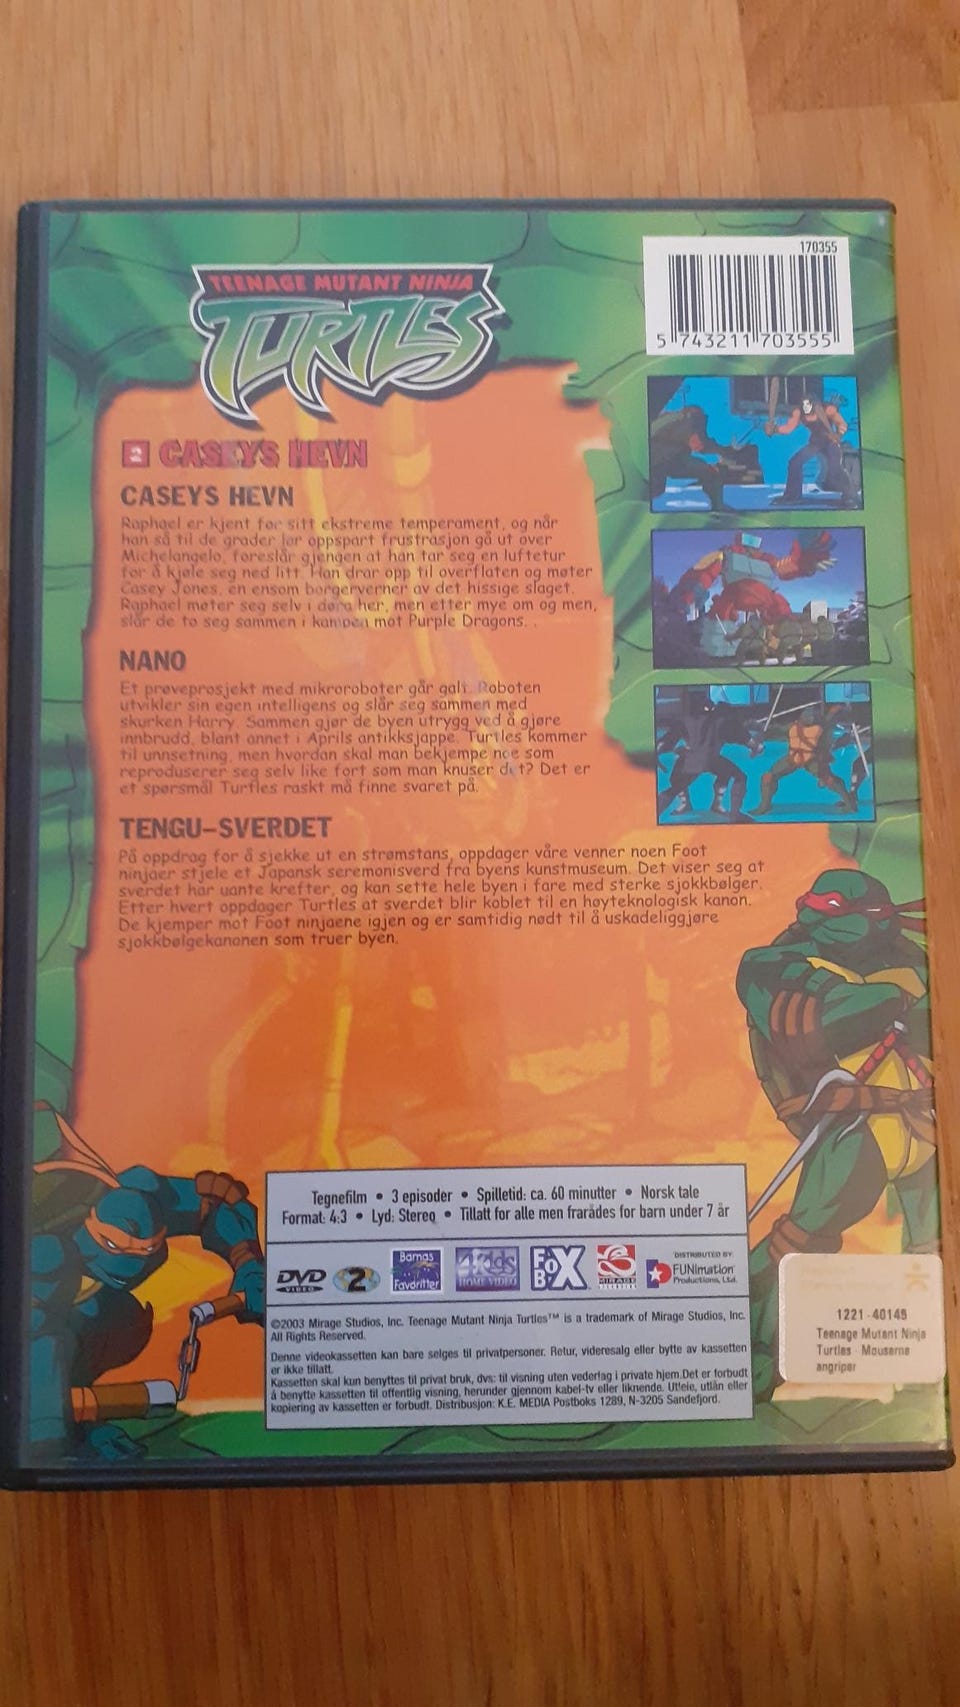 170355
5 743211 703555
TEENAGE MUTANT NINJA
TURTLES
2 CASEYS HEVN
CASEYS HEVN
Raphael er kjent for sitt ekstreme temperament, og når
han så til de grader lar oppspart frustrasjon gå ut over
Michelangelo, foreslår gjengen at han tar seg en luftetur
for å kjøle seg ned litt. Han drar opp til overflaten og møter
Casey Jones, en ensom borgerverner av det hissige slaget.
Raphael møter seg selv i døra her, men etter mye om og men,
slår de to seg sammen i kampen mot Purple Dragons. .
NANO
Et prøveprosjekt med mikroroboter går galt. Roboten
utvikler sin egen intelligens og slår seg sammen med
skurken Harry. Sammen gjør de byen utrygg ved å gjøre
innbrudd, blant annet i Aprils antikksjappe. Turtles kommer
til unnsetning, men hvordan skal man bekjempe noe som
reproduserer seg selv like fort som man knuser det? Det er
et spørsmål Turtles raskt må finne svaret på.
TENGU-SVERDET
På oppdrag for å sjekke ut en strømstans, oppdager våre venner noen Foot
ninjaer stjele et Japansk seremonisverd fra byens kunstmuseum. Det viser seg at
sverdet har uante krefter, og kan sette hele byen i fare med sterke sjokkbølger.
Etter hvert oppdager Turtles at sverdet blir koblet til en høyteknologisk kanon.
De kjemper mot Foot ninjaene igjen og er samtidig nødt til å uskadeliggjøre
sjokkbølgekanonen som truer byen.
Tegnefilm • 3 episoder • Spilletid: ca. 60 minutter • Norsk tale
Format: 4:3 • Lyd: Stereo • Tillatt for alle men frarådes for barn under 7 år
DVD VIDEO
2
Barnas Favoritter
4Kids HOME VIDEO
FOX BOX
MIRAGE
DISTRIBUTED BY
FUNimation
Productions, Ltd.
©2003 Mirage Studios, Inc. Teenage Mutant Ninja Turtles™ is a trademark of Mirage Studios, Inc.
All Rights Reserved.
Denne videokassetten kan bare selges til privatpersoner. Retur, videresalg eller bytte av kassetten
er ikke tillatt.
Kassetten skal kun benyttes til privat bruk, dvs: til visning uten vederlag i private hjem.Det er forbudt
å benytte kassetten til offentlig visning, herunder gjennom kabel-tv eller liknende. Utleie, utlån eller
kopiering av kassetten er forbudt. Distribusjon: K.E. MEDIA Postboks 1289, N-3205 Sandefjord.
1221-40145
Teenage Mutant Ninja
Turtles - Mouserne
angriper